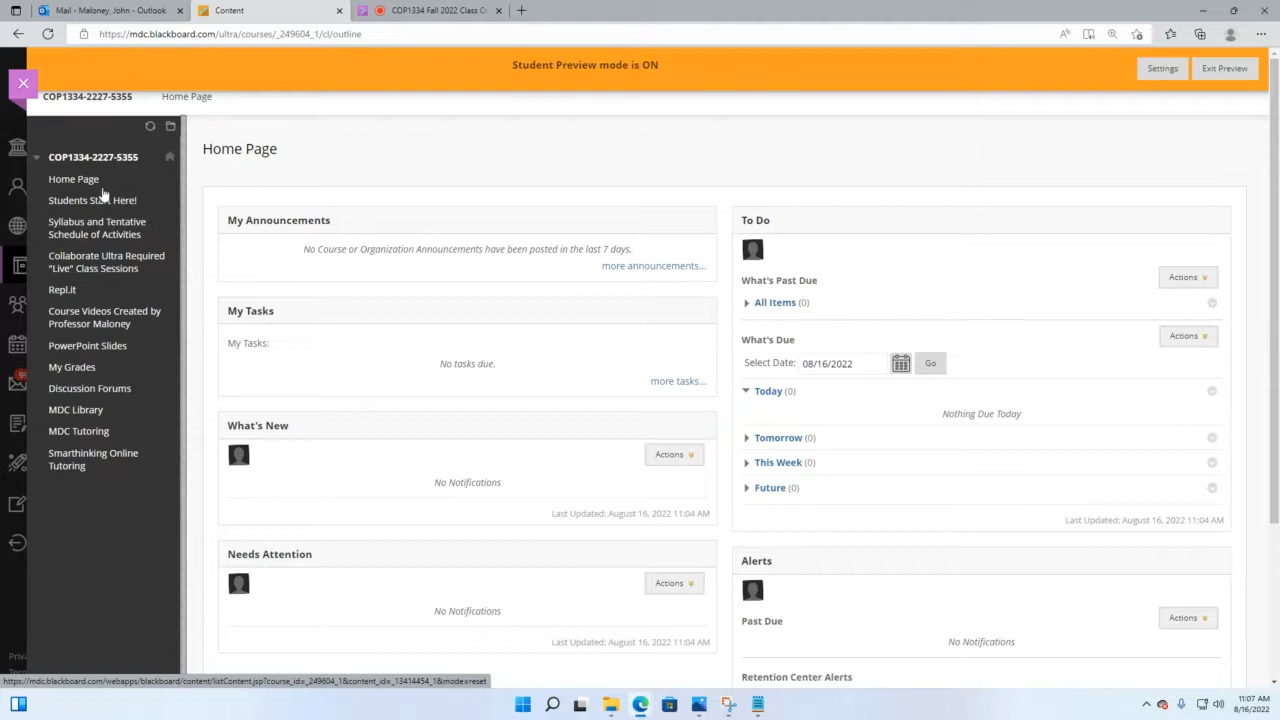 Mail - Maloney, John - Outlook
Content
COP1334 Fall 2022 Class O
https://mdc.blackboard.com/ultra/courses/_249604_1/cl/outline
Student Preview mode is ON
Settings
Exit Preview
COP1334-2227-5355
Home Page
COP1334-2227-5355
Home Page
Students Start Here!
Syllabus and Tentative
Schedule of Activities
Collaborate Ultra Required
"Live" Class Sessions
Repl.it
Course Videos Created by
Professor Maloney
PowerPoint Slides
My Grades
Discussion Forums
MDC Library
MDC Tutoring
Smarthinking Online
Tutoring
Home Page
My Announcements
No Course or Organization Announcements have been posted in the last 7 days.
more announcements...
My Tasks
My Tasks:
No tasks due.
more tasks...
What's New
Actions
No Notifications
Last Updated: August 16, 2022 11:04 AM
Needs Attention
Actions
No Notifications
Last Updated: August 16, 2022 11:04 AM
To Do
What's Past Due
Actions
All Items (0)
What's Due
Actions
Select Date: 08/16/2022
Go
Today (0)
Nothing Due Today
Tomorrow (0)
This Week (0)
Future (0)
Last Updated: August 16, 2022 11:04 AM
Alerts
Past Due
Actions
No Notifications
Retention Center Alerts
https://mdc.blackboard.com/webapps/blackboard/content/listContent.jsp?course_id=_249604_1&content_id=_13414454_1&mode=reset
11:07 AM
8/16/2022